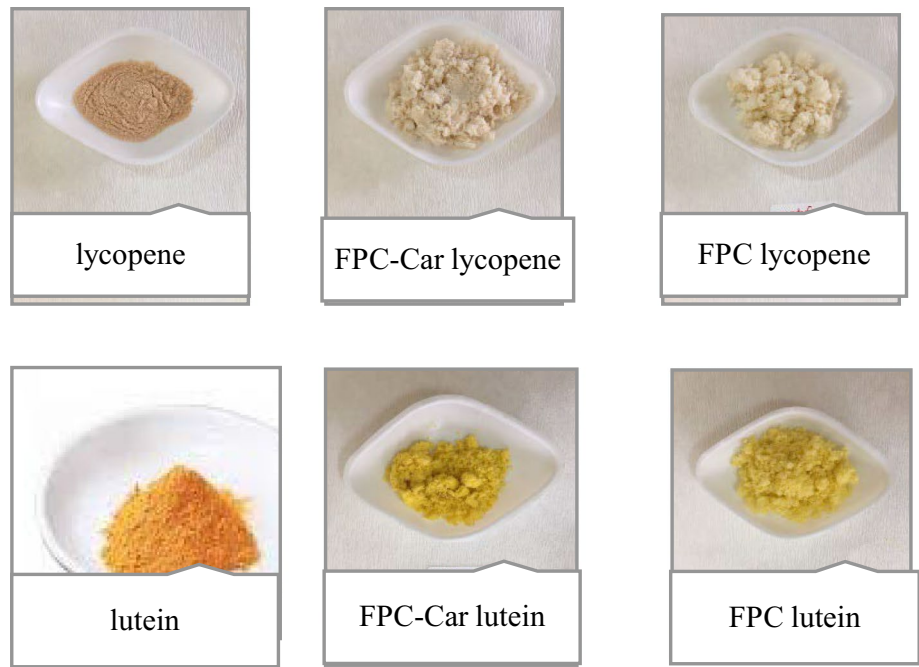 lycopene
FPC-Car lycopene
FPC lycopene
lutein
FPC-Car lutein
FPC lutein